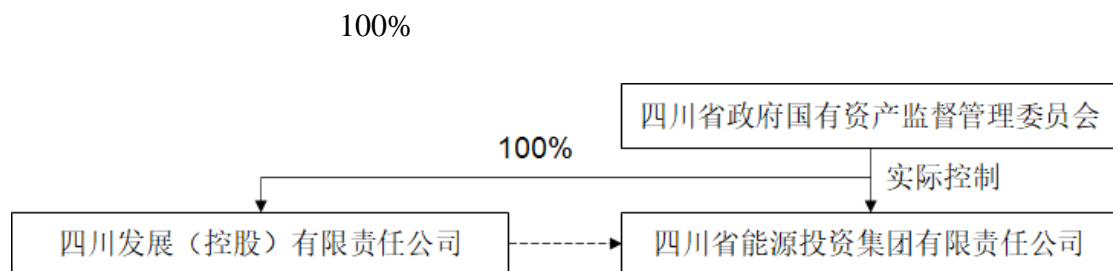 100%
四川省政府国有资产监督管理委员会
100%
实际控制
四川发展（控股）有限责任公司
四川省能源投资集团有限责任公司